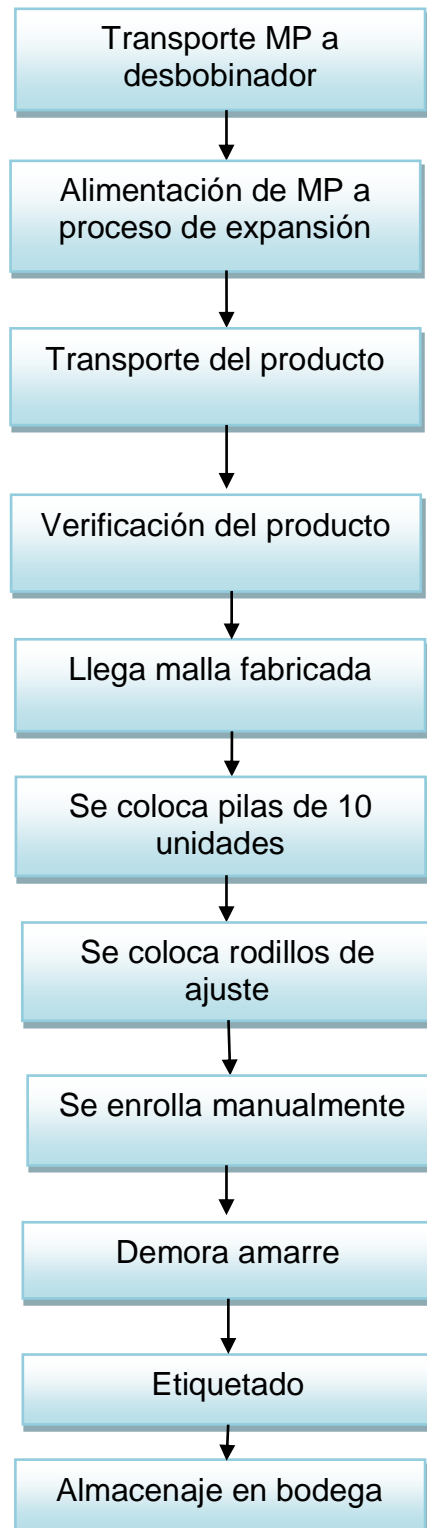 Transporte MP a
desbobinador
Alimentación de MP a
proceso de expansión
Transporte del producto
Verificación del producto
Llega malla fabricada
Se coloca pilas de 10
unidades
Se coloca rodillos de
ajuste
Se enrolla manualmente
Demora amarre
Etiquetado
Almacenaje en bodega